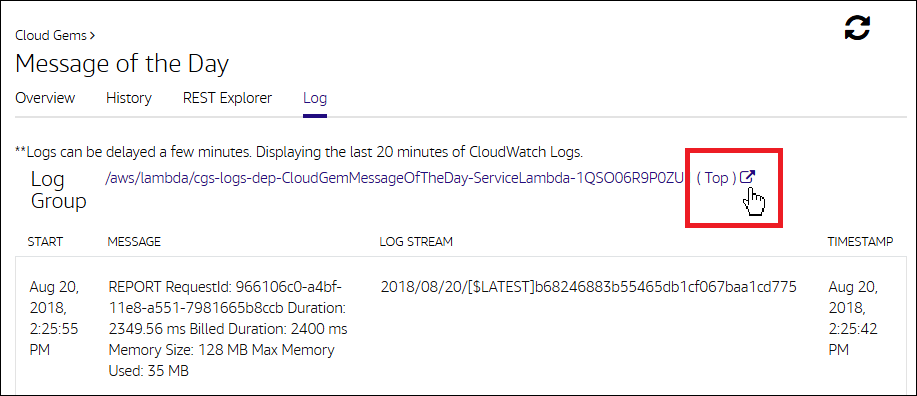 Cloud Gems >
Message of the Day
Overview History REST Explorer Log
**Logs can be delayed a few minutes. Displaying the last 20 minutes of CloudWatch Logs.
Log Group /aws/lambda/cgs-logs-dep-CloudGemMessageOfTheDay-ServiceLambda-1QSO06R9P0ZU ( Top )
START MESSAGE LOG STREAM TIMESTAMP
Aug 20, REPORT RequestId: 966106c0-a4bf- 2018/08/20/[$LATEST]b68246883b55465db1cf067baa1cd775 Aug 20,
2018, 11e8-a551-7981665b8ccb Duration: 2018,
2:25:55 2349.56 ms Billed Duration: 2400 ms 2:25:42
PM Memory Size: 128 MB Max Memory PM
Used: 35 MB